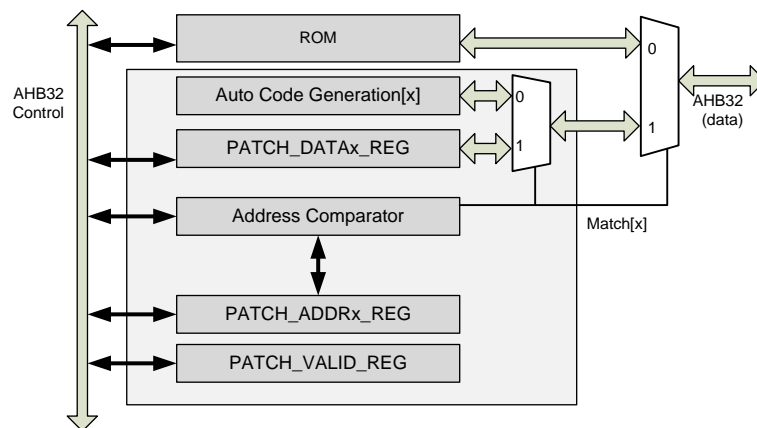 ROM
0
AHB32
Control
Auto Code Generation[x]
0
AHB32
(data)
1
PATCH_DATAx_REG
1
Address Comparator
Match[x]
PATCH_ADDRx_REG
PATCH_VALID_REG